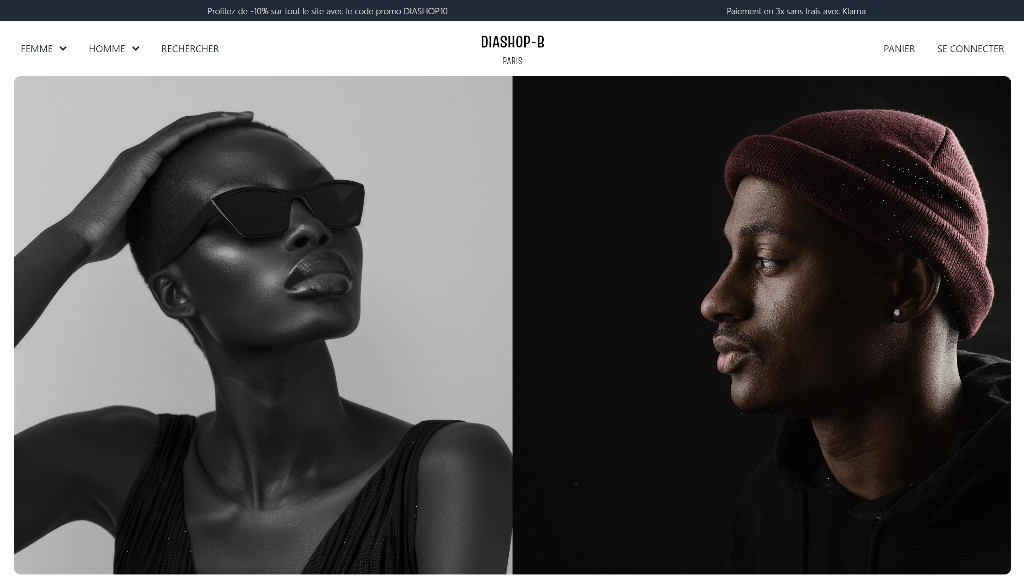 Profitez de -10% sur tout le site avec le code promo DIASHOP10
Paiement en 3x sans frais avec Klarna
FEMME
HOMME
RECHERCHER
DIASHOP-B
PARIS
PANIER
SE CONNECTER